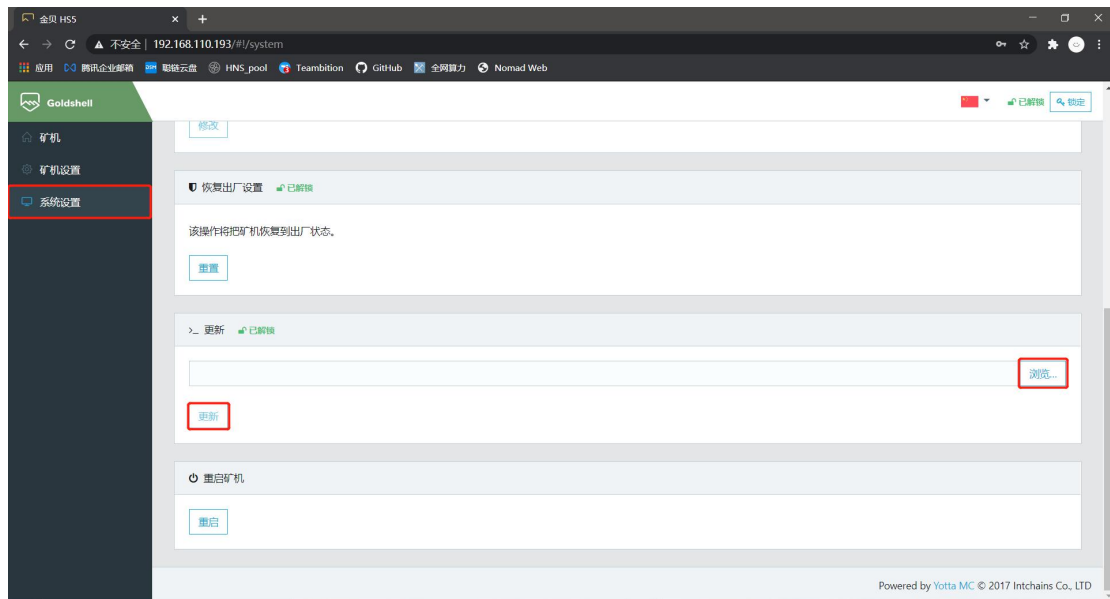 金贝 HS5
不安全 | 192.168.110.193/#!/system
应用 腾讯企业邮箱 聪链云盘 HNS_pool Teambition GitHub 全网算力 Nomad Web
Goldshell
已解锁 锁定
矿机
矿机设置
系统设置
修改
恢复出厂设置 已解锁
该操作将把矿机恢复到出厂状态。
重置
>_ 更新 已解锁
浏览...
更新
重启矿机
重启
Powered by Yotta MC © 2017 Intchains Co., LTD